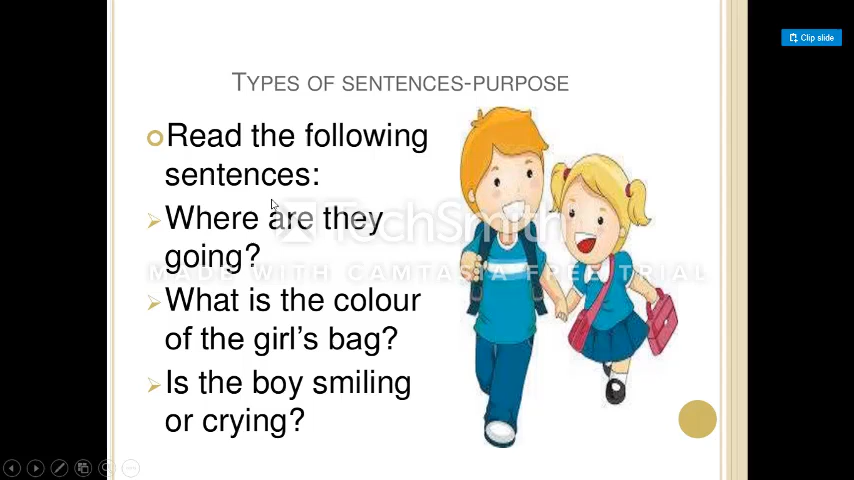 Clip slide
TYPES OF SENTENCES-PURPOSE
Read the following
sentences:
Where are they
going?
TechSmith
MADE WITH CAMTASIA FREE TRIAL
What is the colour
of the girl's bag?
Is the boy smiling
or crying?